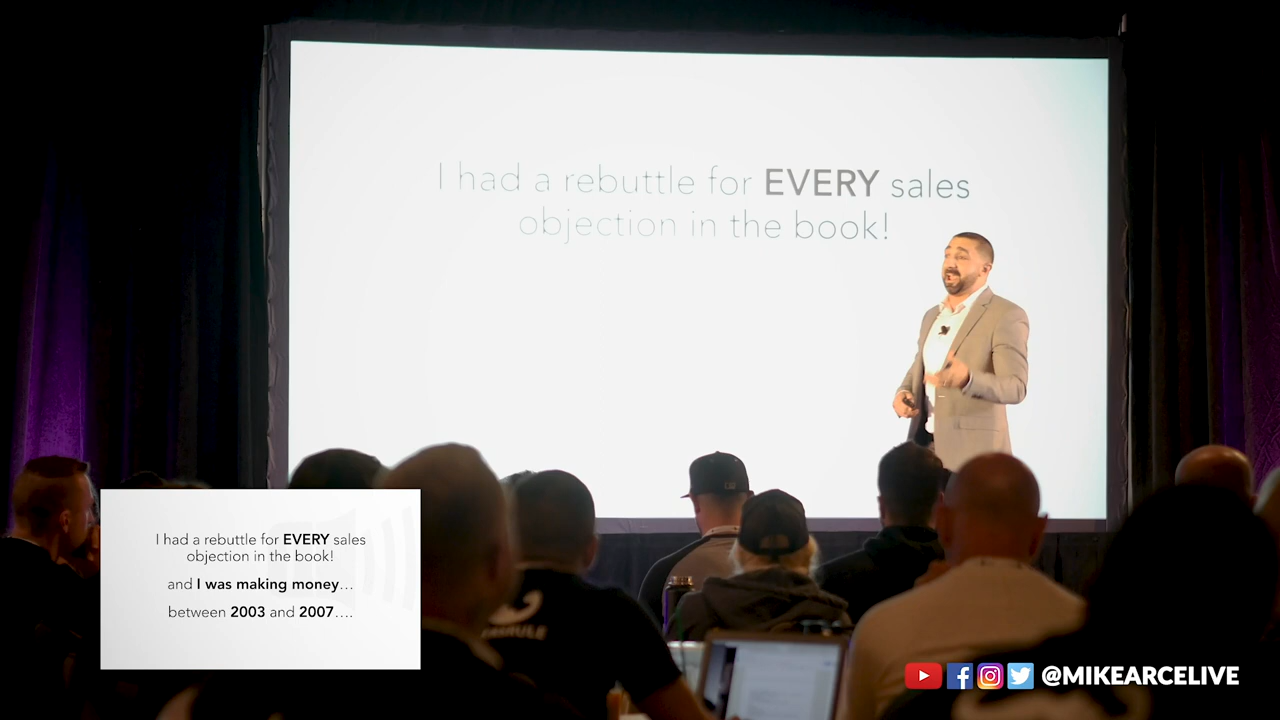 I had a rebuttle for EVERY sales
objection in the book!
I had a rebuttle for EVERY sales
objection in the book!
and I was making money...
between 2003 and 2007....
@MIKEARCELIVE